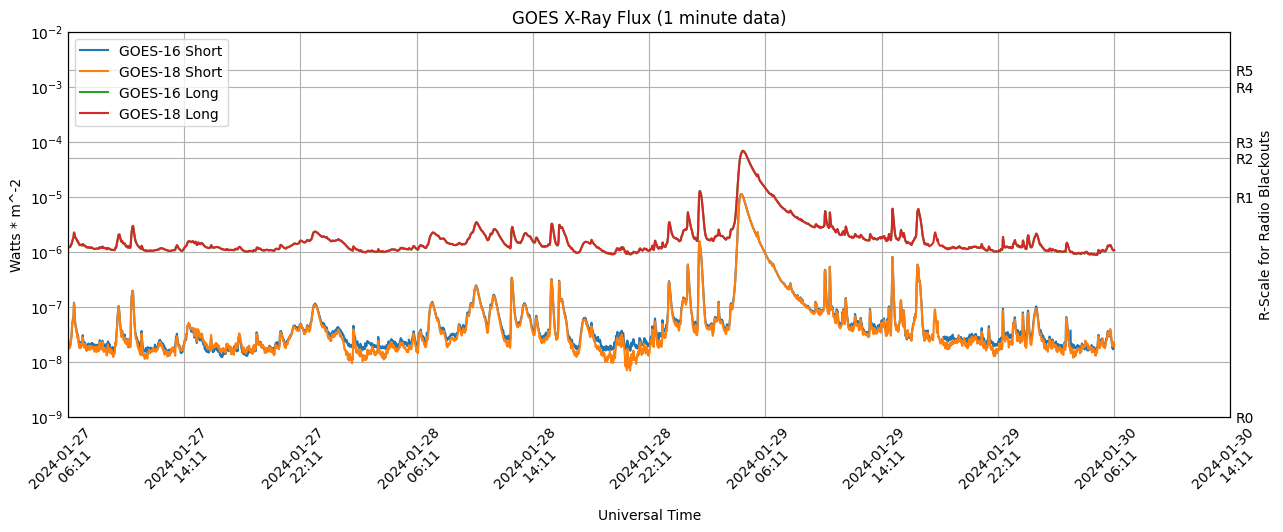 GOES X-Ray Flux (1 minute data)
GOES-16 Short
GOES-18 Short
GOES-16 Long
GOES-18 Long
Watts * m^-2
10⁻²
10⁻³
10⁻⁴
10⁻⁵
10⁻⁶
10⁻⁷
10⁻⁸
10⁻⁹
R5
R4
R3
R2
R1
R0
R-Scale for Radio Blackouts
2024-01-27
06:11
2024-01-27
14:11
2024-01-27
22:11
2024-01-28
06:11
2024-01-28
14:11
2024-01-28
22:11
2024-01-29
06:11
2024-01-29
14:11
2024-01-29
22:11
2024-01-30
06:11
2024-01-30
14:11
Universal Time